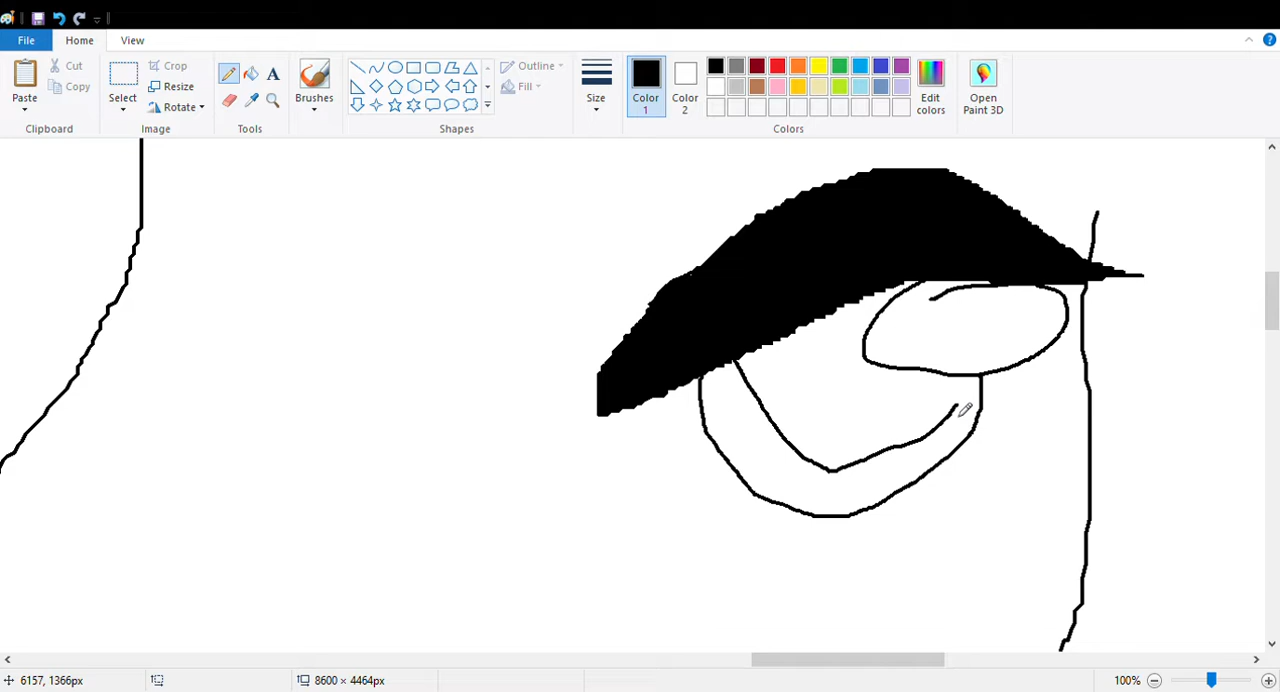 File Home View
Cut
Copy
Paste
Clipboard
Select
Crop
Resize
Rotate
Image
A
Tools
Brushes
Outline
Fill
Shapes
Size
Color
1
Color
2
Edit
colors
Colors
Open
Paint 3D
6157, 1366px 8600 × 4464px 100%